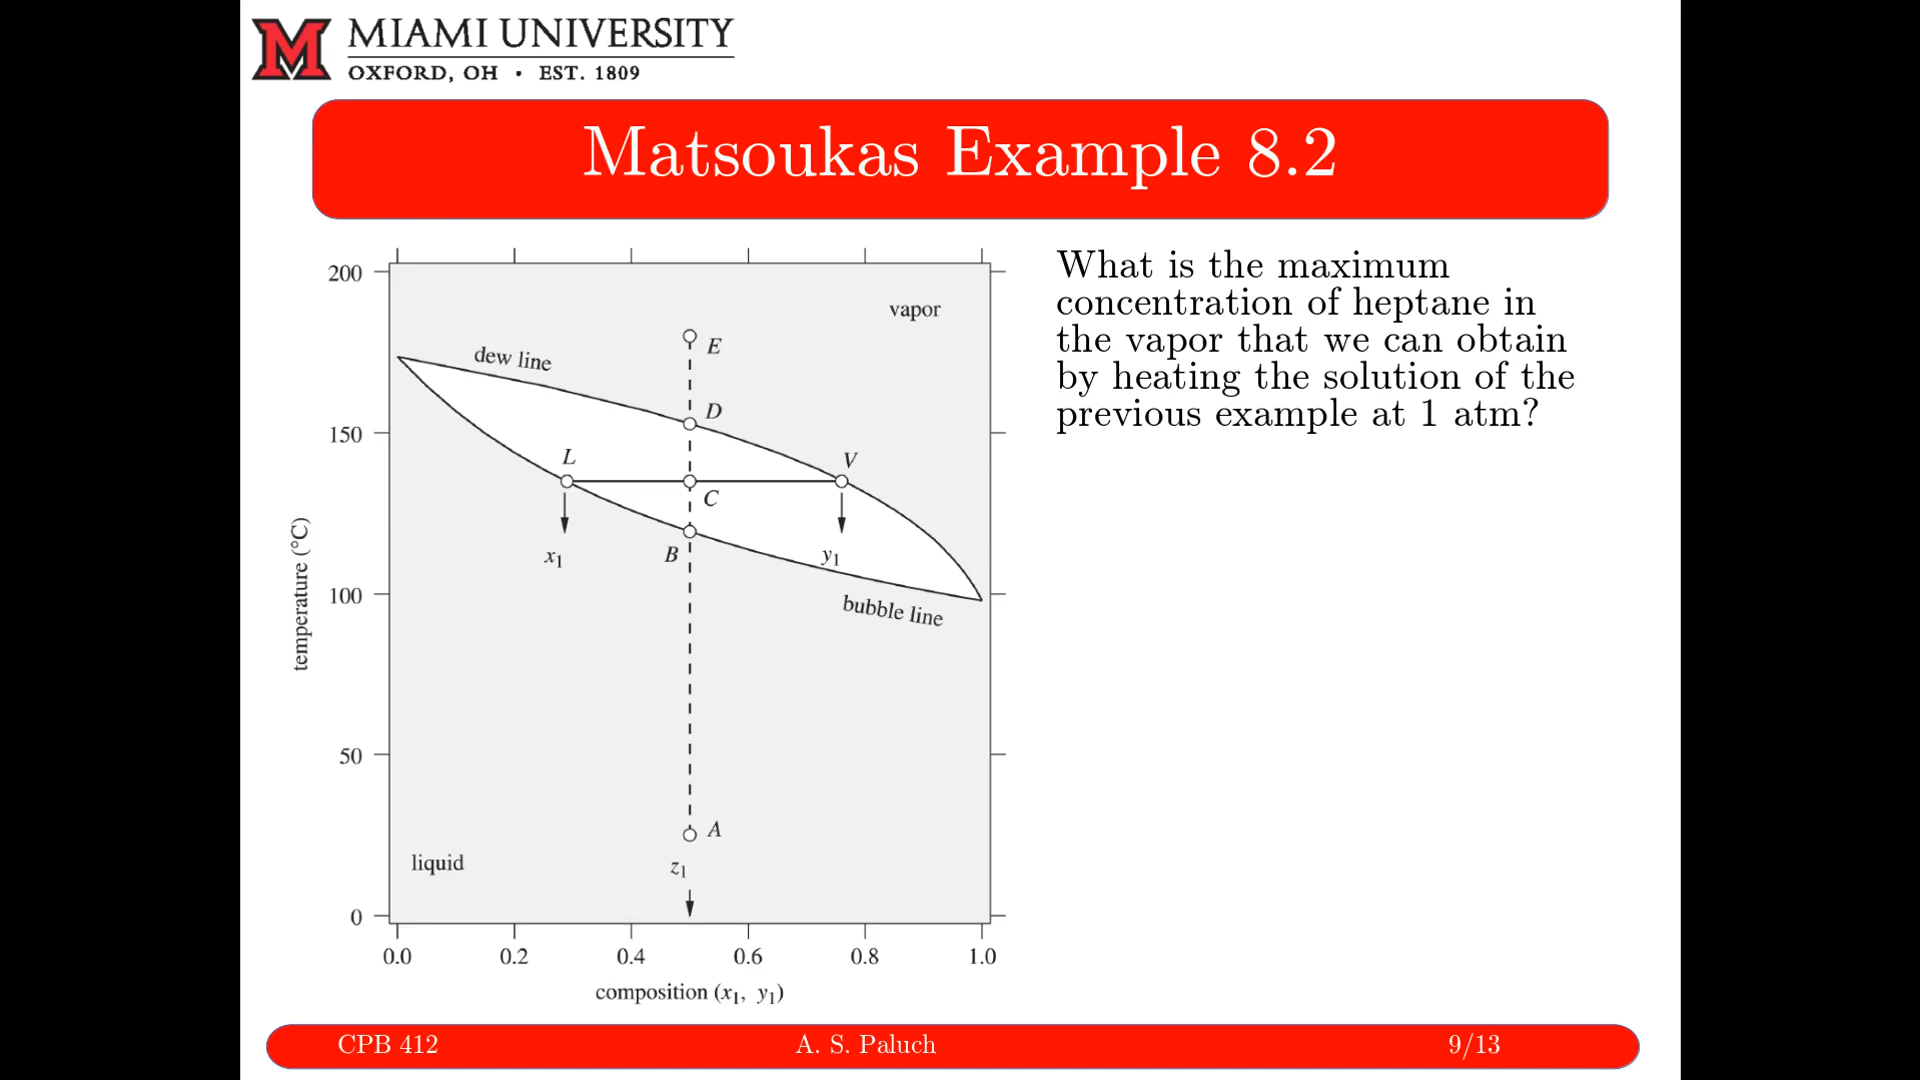 MIAMI UNIVERSITY
OXFORD, OH • EST. 1809
Matsoukas Example 8.2
What is the maximum
concentration of heptane in
the vapor that we can obtain
by heating the solution of the
previous example at 1 atm?
200
150
100
50
0
temperature (°C)
vapor
E
dew line
D
L
V
C
x₁
B
y₁
bubble line
A
liquid
z₁
0.0 0.2 0.4 0.6 0.8 1.0
composition (x₁, y₁)
CPB 412 A. S. Paluch 9/13